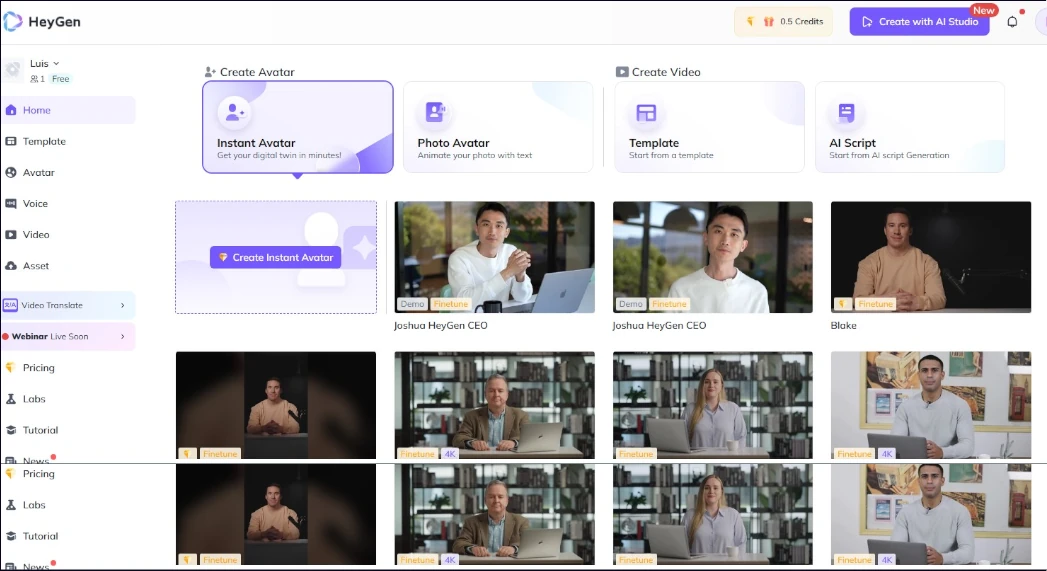 HeyGen
0.5 Credits
Create with AI Studio
New
Luis
1 Free
Home
Template
Avatar
Voice
Video
Asset
Video Translate
Webinar Live Soon
Pricing
Labs
Tutorial
News
Create Avatar
Create Video
Instant Avatar
Get your digital twin in minutes!
Photo Avatar
Animate your photo with text
Template
Start from a template
AI Script
Start from AI script Generation
Create Instant Avatar
Demo Finetune
Joshua HeyGen CEO
Demo Finetune
Joshua HeyGen CEO
Finetune
Blake
Finetune
Finetune 4K
Finetune
Finetune 4K
Pricing
Labs
Tutorial
News
Finetune
Finetune 4K
Finetune
Finetune 4K